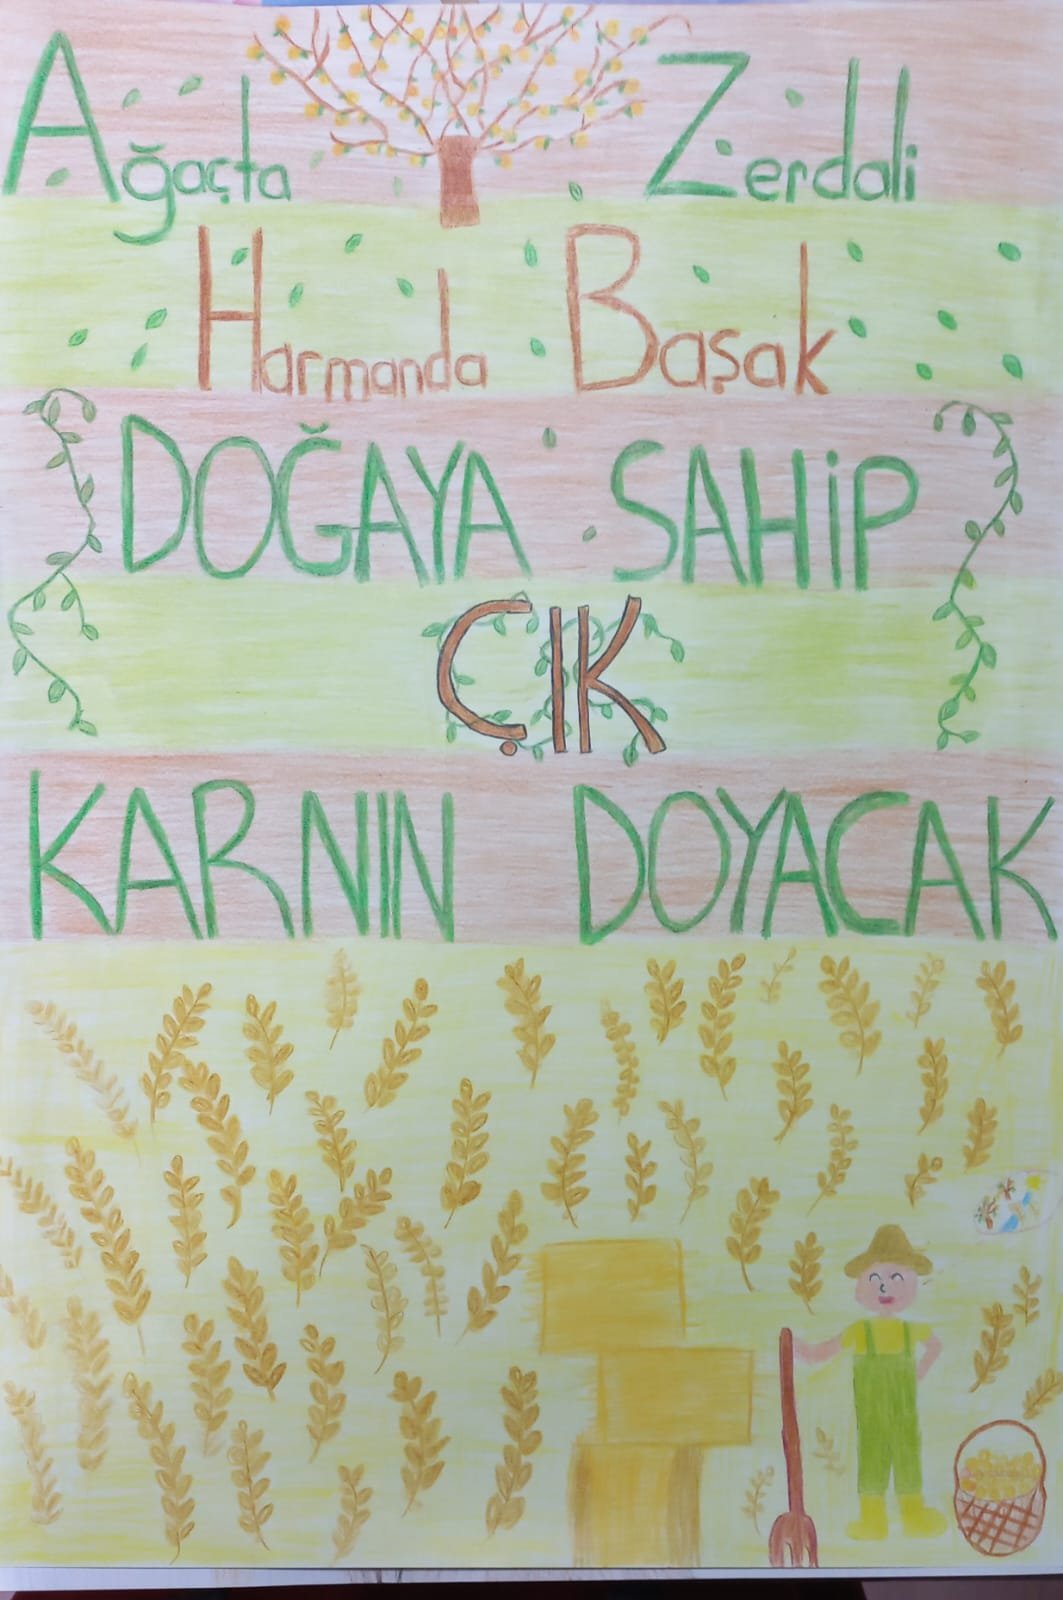 Ağaçta Zerdali
Harmanda Başak
DOĞAYA SAHİP
ÇIK
KARNIN DOYACAK